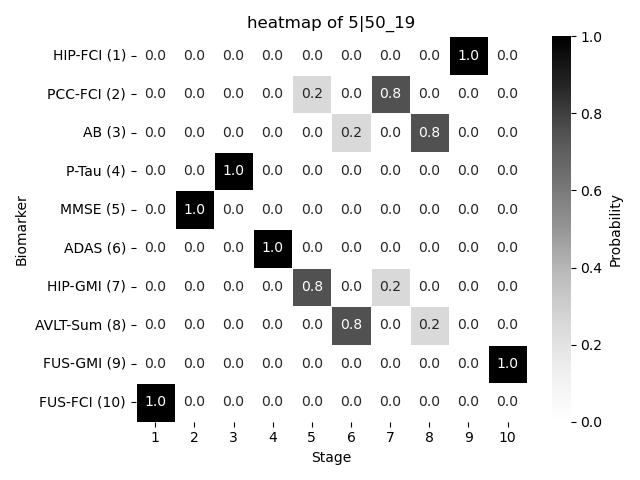 heatmap of 5|50_19
HIP-FCI (1) 0.0 0.0 0.0 0.0 0.0 0.0 0.0 0.0 1.0 0.0
PCC-FCI (2) 0.0 0.0 0.0 0.0 0.2 0.0 0.8 0.0 0.0 0.0
AB (3) 0.0 0.0 0.0 0.0 0.0 0.2 0.0 0.8 0.0 0.0
P-Tau (4) 0.0 0.0 1.0 0.0 0.0 0.0 0.0 0.0 0.0 0.0
MMSE (5) 0.0 1.0 0.0 0.0 0.0 0.0 0.0 0.0 0.0 0.0
ADAS (6) 0.0 0.0 0.0 1.0 0.0 0.0 0.0 0.0 0.0 0.0
HIP-GMI (7) 0.0 0.0 0.0 0.0 0.8 0.0 0.2 0.0 0.0 0.0
AVLT-Sum (8) 0.0 0.0 0.0 0.0 0.0 0.8 0.0 0.2 0.0 0.0
FUS-GMI (9) 0.0 0.0 0.0 0.0 0.0 0.0 0.0 0.0 0.0 1.0
FUS-FCI (10) 1.0 0.0 0.0 0.0 0.0 0.0 0.0 0.0 0.0 0.0
1 2 3 4 5 6 7 8 9 10
Stage
Biomarker
1.0
0.8
0.6
0.4
0.2
0.0
Probability